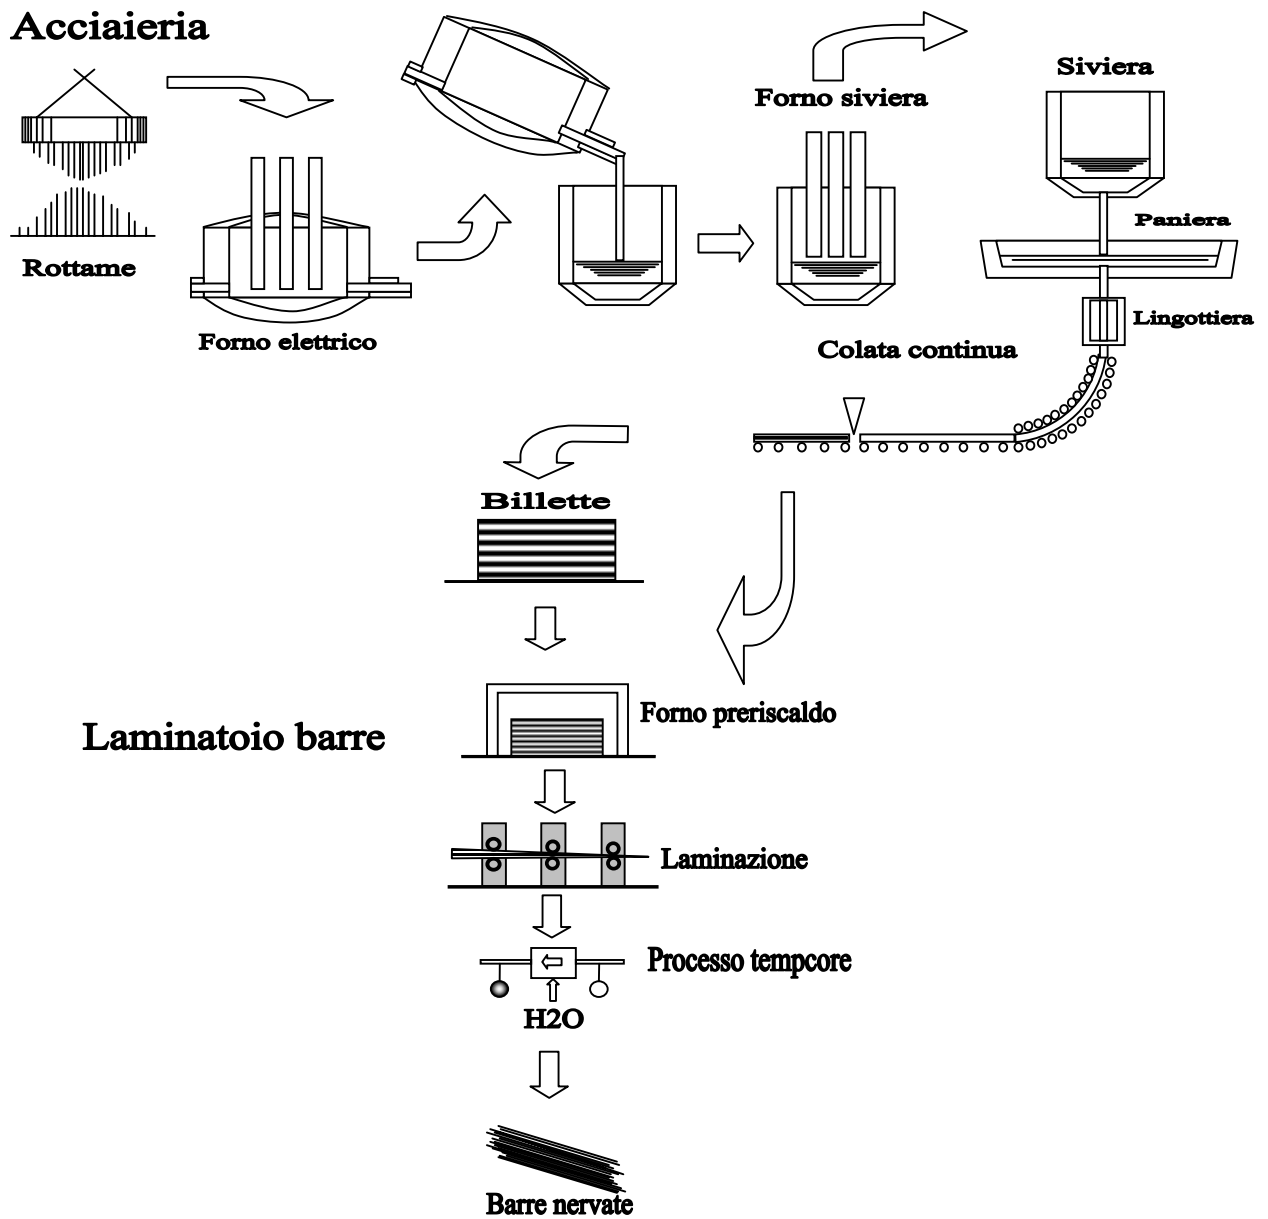 Acciaieria
Rottame
Forno elettrico
Forno siviera
Siviera
Paniera
Lingottiera
Colata continua
Billette
Forno preriscaldo
Laminatoio barre
Laminazione
Processo tempcore
H2O
Barre nervate